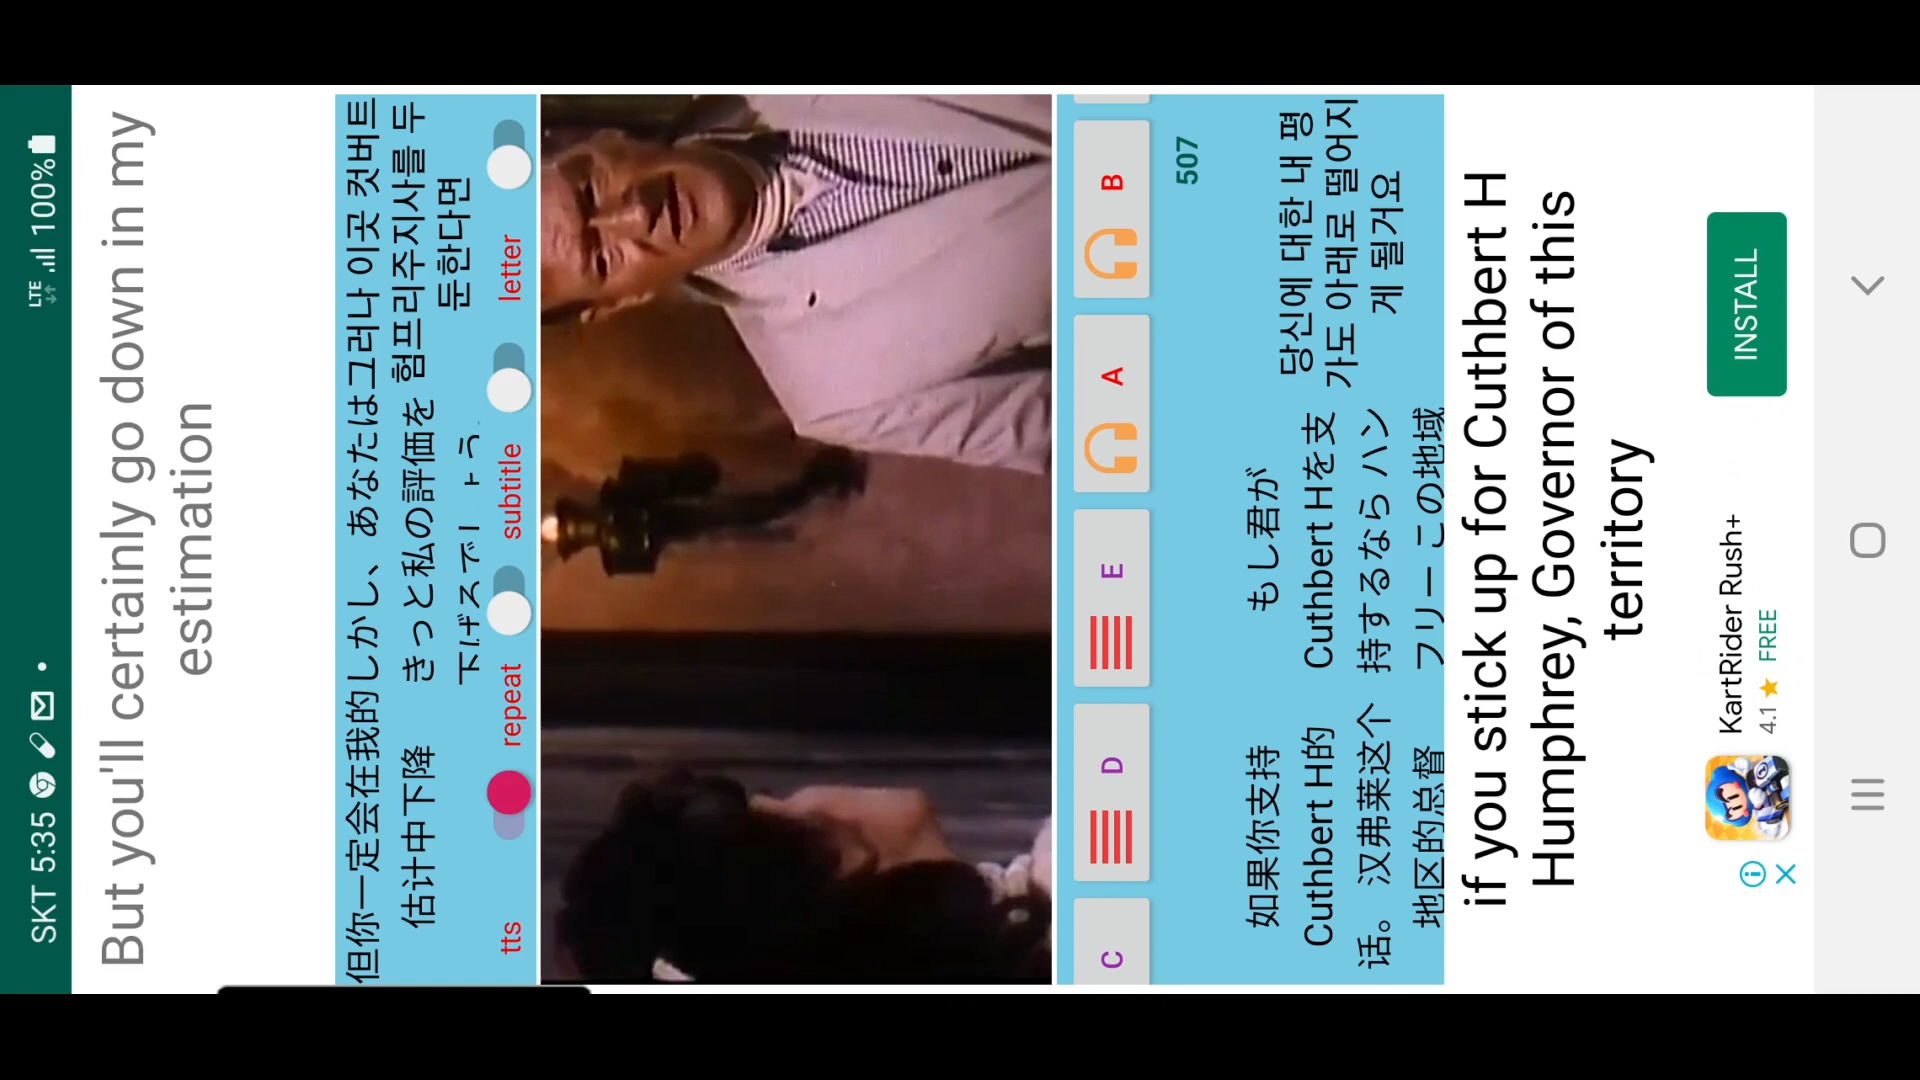 SKT 5:35
LTE
100%
But you'll certainly go down in my
estimation
但你一定会在我的
估计中下降
しかし、あなたは
きっと私の評価を
그러나 이곳 컷버트
험프리주지사를 두
둔한다면
tts
repeat
subtitle
letter
C
D
E
A
B
507
如果你支持
Cuthbert H的
话。汉弗莱这个
地区的总督
もし君が
Cuthbert Hを支
持するなら ハン
フリー この地域
당신에 대한 내 평
가도 아래로 떨어지
게 될거요
if you stick up for Cuthbert H
Humphrey, Governor of this
territory
KartRider Rush+
4.1 ★ FREE
INSTALL